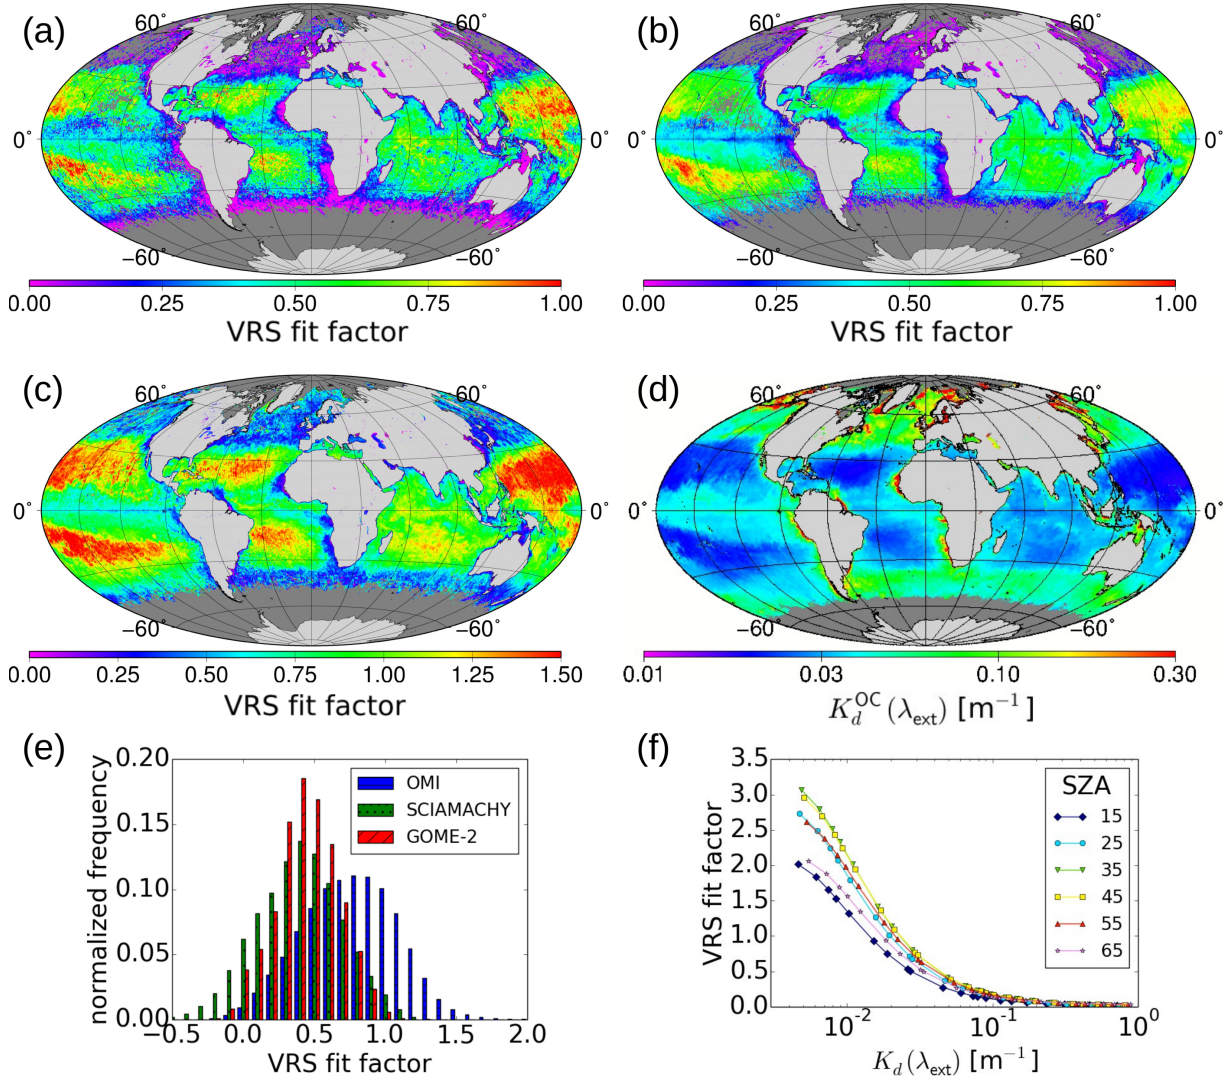 (a)
60°
60°
0°
0°
−60°
−60°
0.00 0.25 0.50 0.75 1.00
VRS fit factor
(b)
60°
60°
0°
0°
−60°
−60°
0.00 0.25 0.50 0.75 1.00
VRS fit factor
(c)
60°
60°
0°
0°
−60°
−60°
0.00 0.25 0.50 0.75 1.00 1.25 1.50
VRS fit factor
(d)
60°
60°
0°
0°
−60°
−60°
0.01 0.03 0.10 0.30
K_d^OC(λ_ext) [m⁻¹]
(e)
normalized frequency
0.20
0.15
0.10
0.05
0.00
−0.5 0.0 0.5 1.0 1.5 2.0
VRS fit factor
OMI
SCIAMACHY
GOME-2
(f)
VRS fit factor
3.5
3.0
2.5
2.0
1.5
1.0
0.5
0.0
10⁻² 10⁻¹ 10⁰
0
K_d(λ_ext) [m⁻¹]
SZA
15
25
35
45
55
65